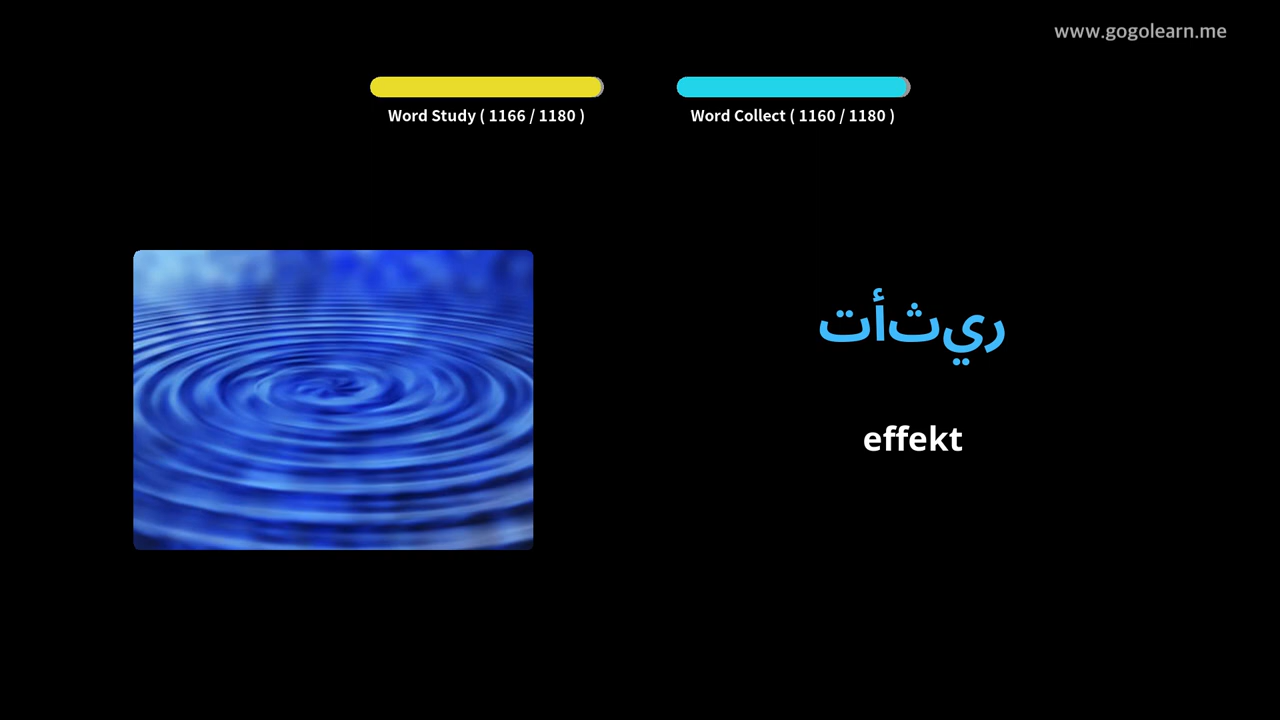 www.gogolearn.me
Word Study ( 1166 / 1180 )
Word Collect ( 1160 / 1180 )
تأثير
effekt